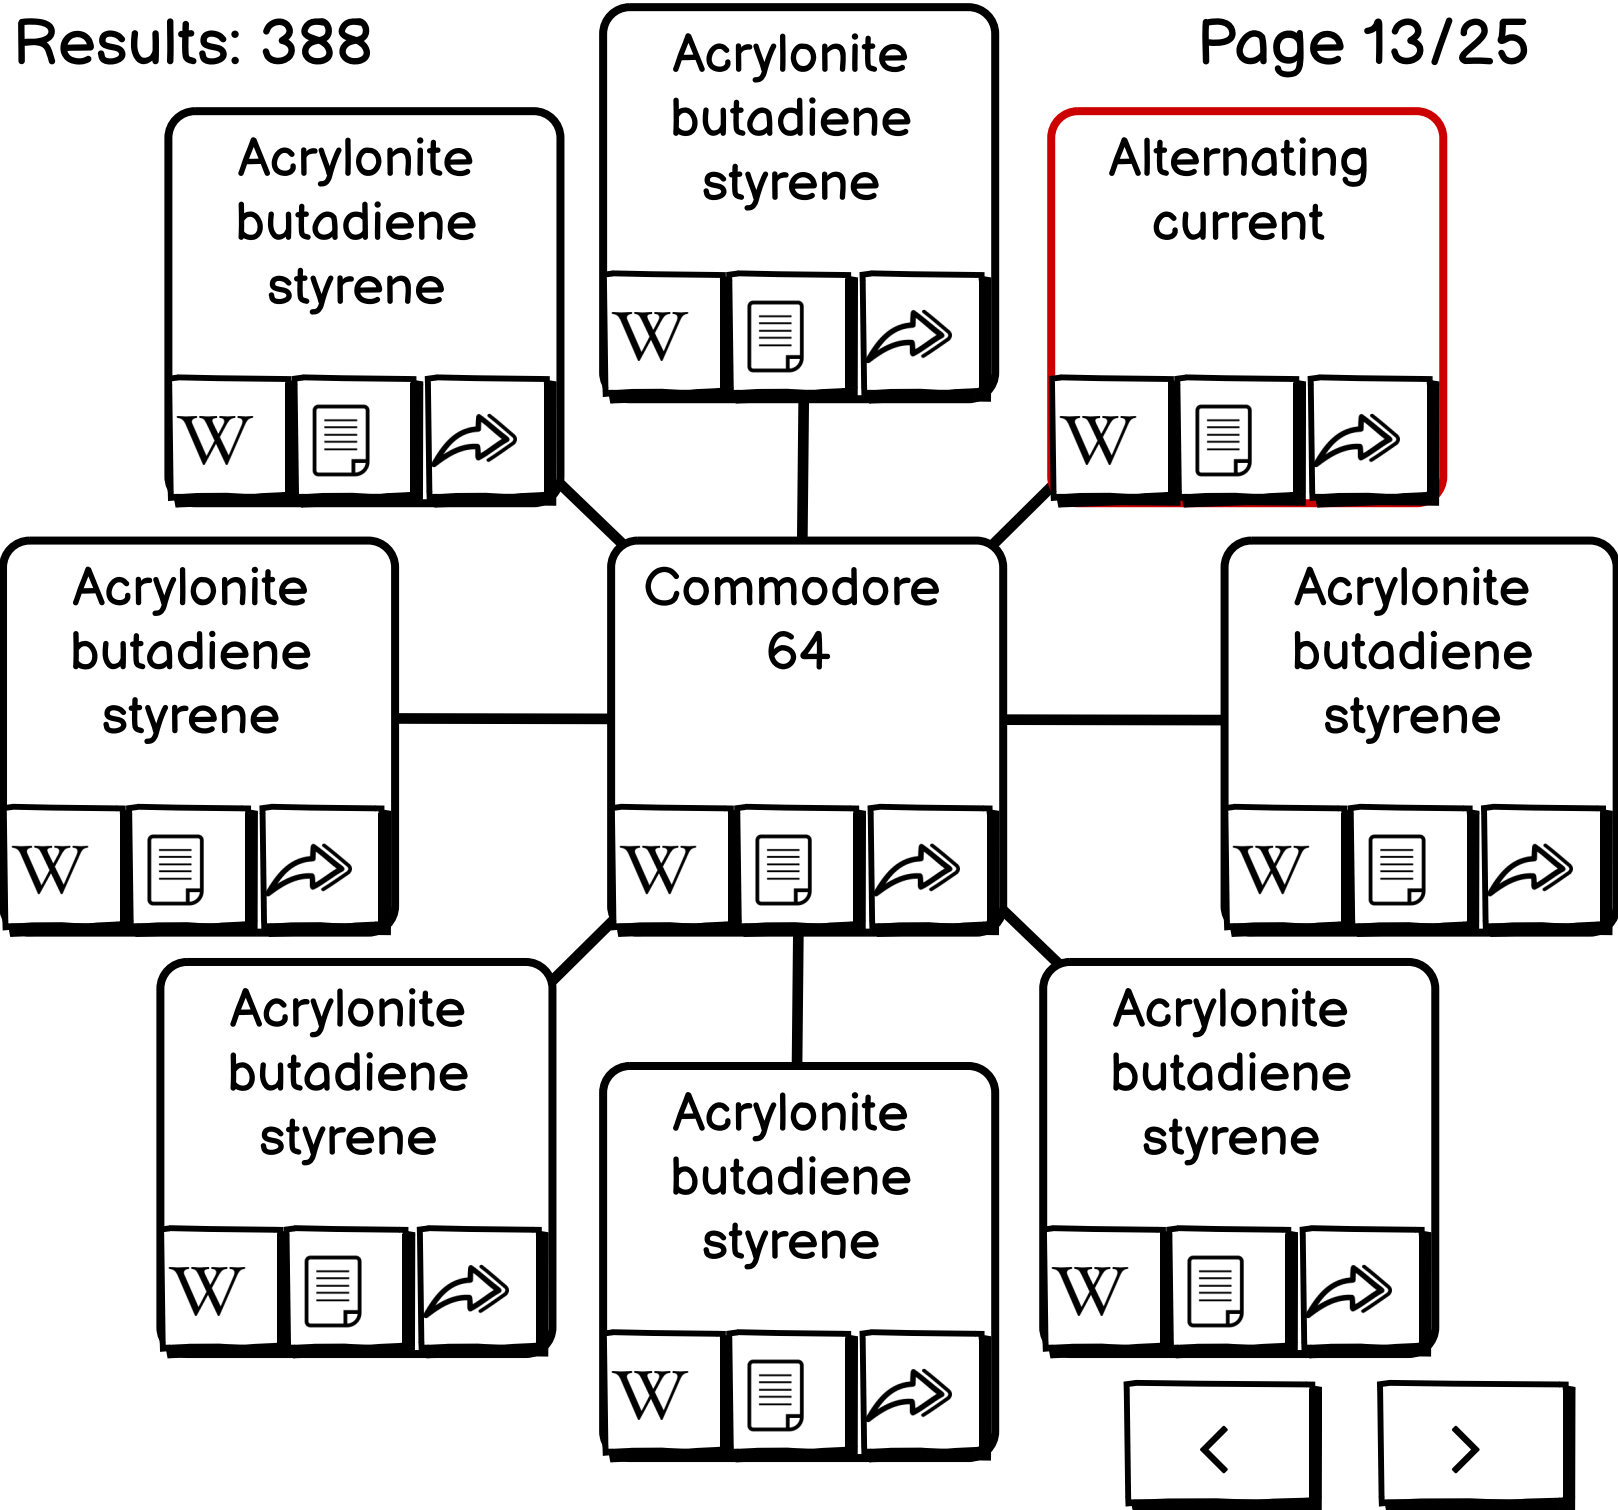 Results: 388
Page 13/25
Acrylonite
butadiene
styrene
W
Acrylonite
butadiene
styrene
W
Alternating
current
W
Acrylonite
butadiene
styrene
W
Commodore
64
W
Acrylonite
butadiene
styrene
W
Acrylonite
butadiene
styrene
W
Acrylonite
butadiene
styrene
W
Acrylonite
butadiene
styrene
W
< >